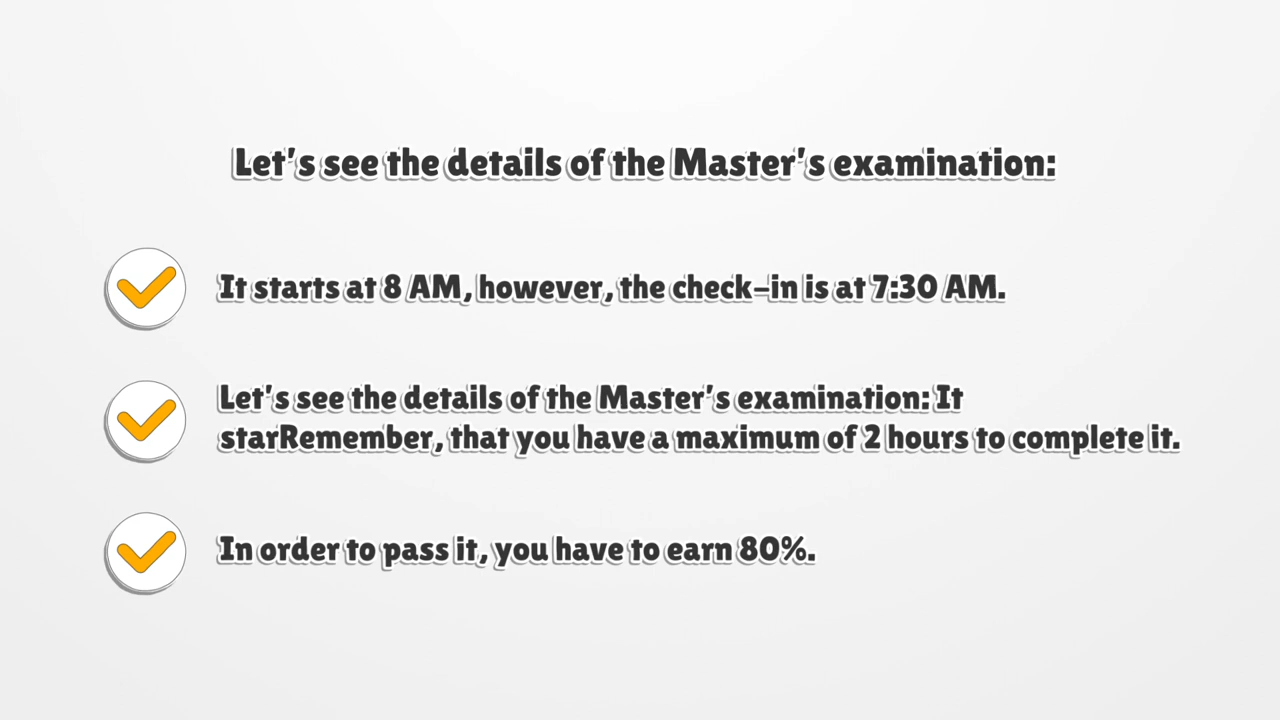 Let's see the details of the Master's examination:
It starts at 8 AM, however, the check-in is at 7:30 AM.
Let's see the details of the Master's examination: It
starRemember, that you have a maximum of 2 hours to complete it.
In order to pass it, you have to earn 80%.